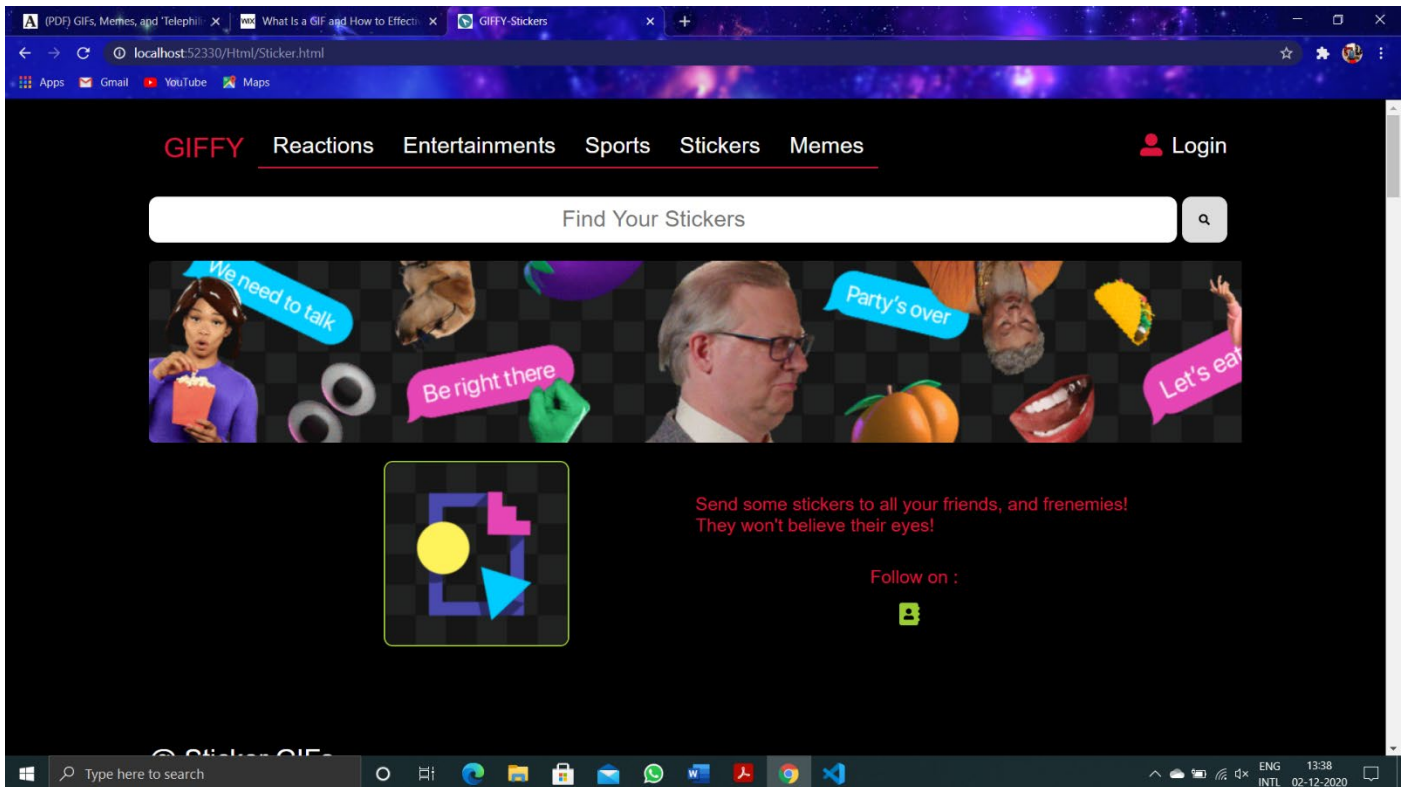 (PDF) GIFs, Memes, and 'Telephi
What Is a GIF and How to Effecti
GIFFY-Stickers
localhost:52330/Html/Sticker.html
Apps Gmail YouTube Maps
GIFFY Reactions Entertainments Sports Stickers Memes Login
Find Your Stickers
We need to talk
Be right there
Party's over
Let's eat
Send some stickers to all your friends, and frenemies!
They won't believe their eyes!
Follow on :
@ Sticker GIFs
Type here to search
ENG 13:38
INTL 02-12-2020